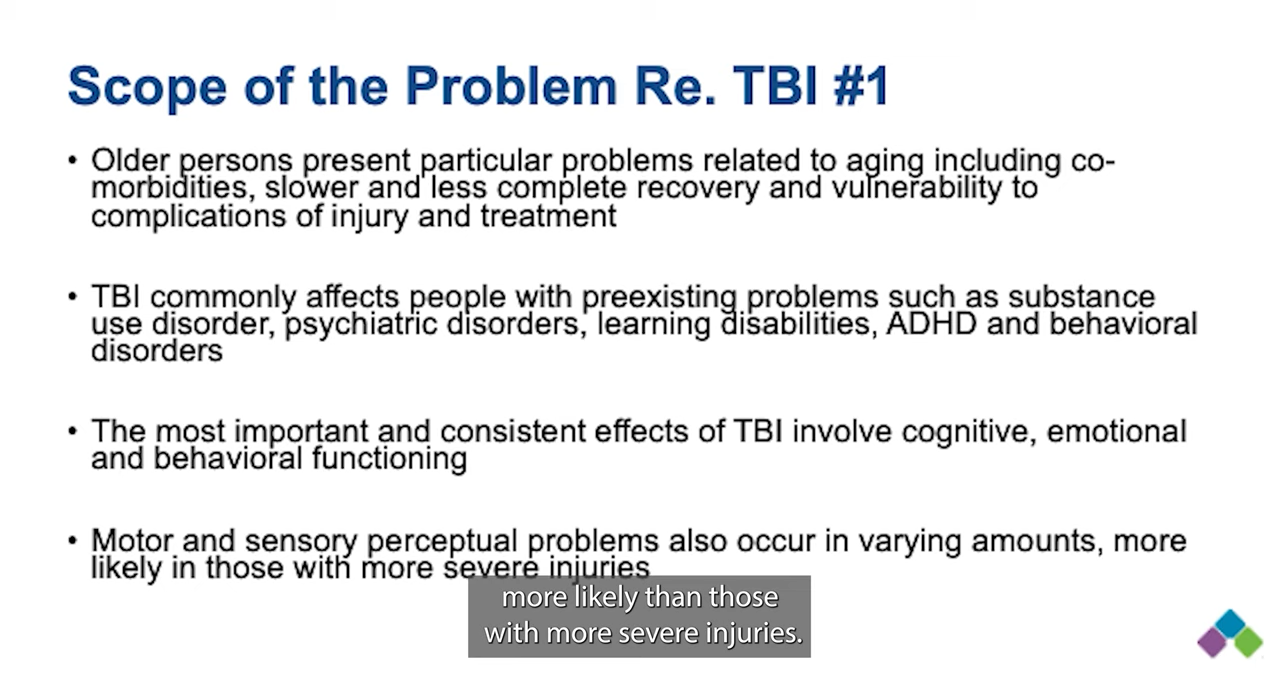 Scope of the Problem Re. TBI #1
• Older persons present particular problems related to aging including co-
morbidities, slower and less complete recovery and vulnerability to
complications of injury and treatment
• TBI commonly affects people with preexisting problems such as substance
use disorder, psychiatric disorders, learning disabilities, ADHD and behavioral
disorders
• The most important and consistent effects of TBI involve cognitive, emotional
and behavioral functioning
• Motor and sensory perceptual problems also occur in varying amounts, more
likely in those with more severe injuries
more likely than those
with more severe injuries.